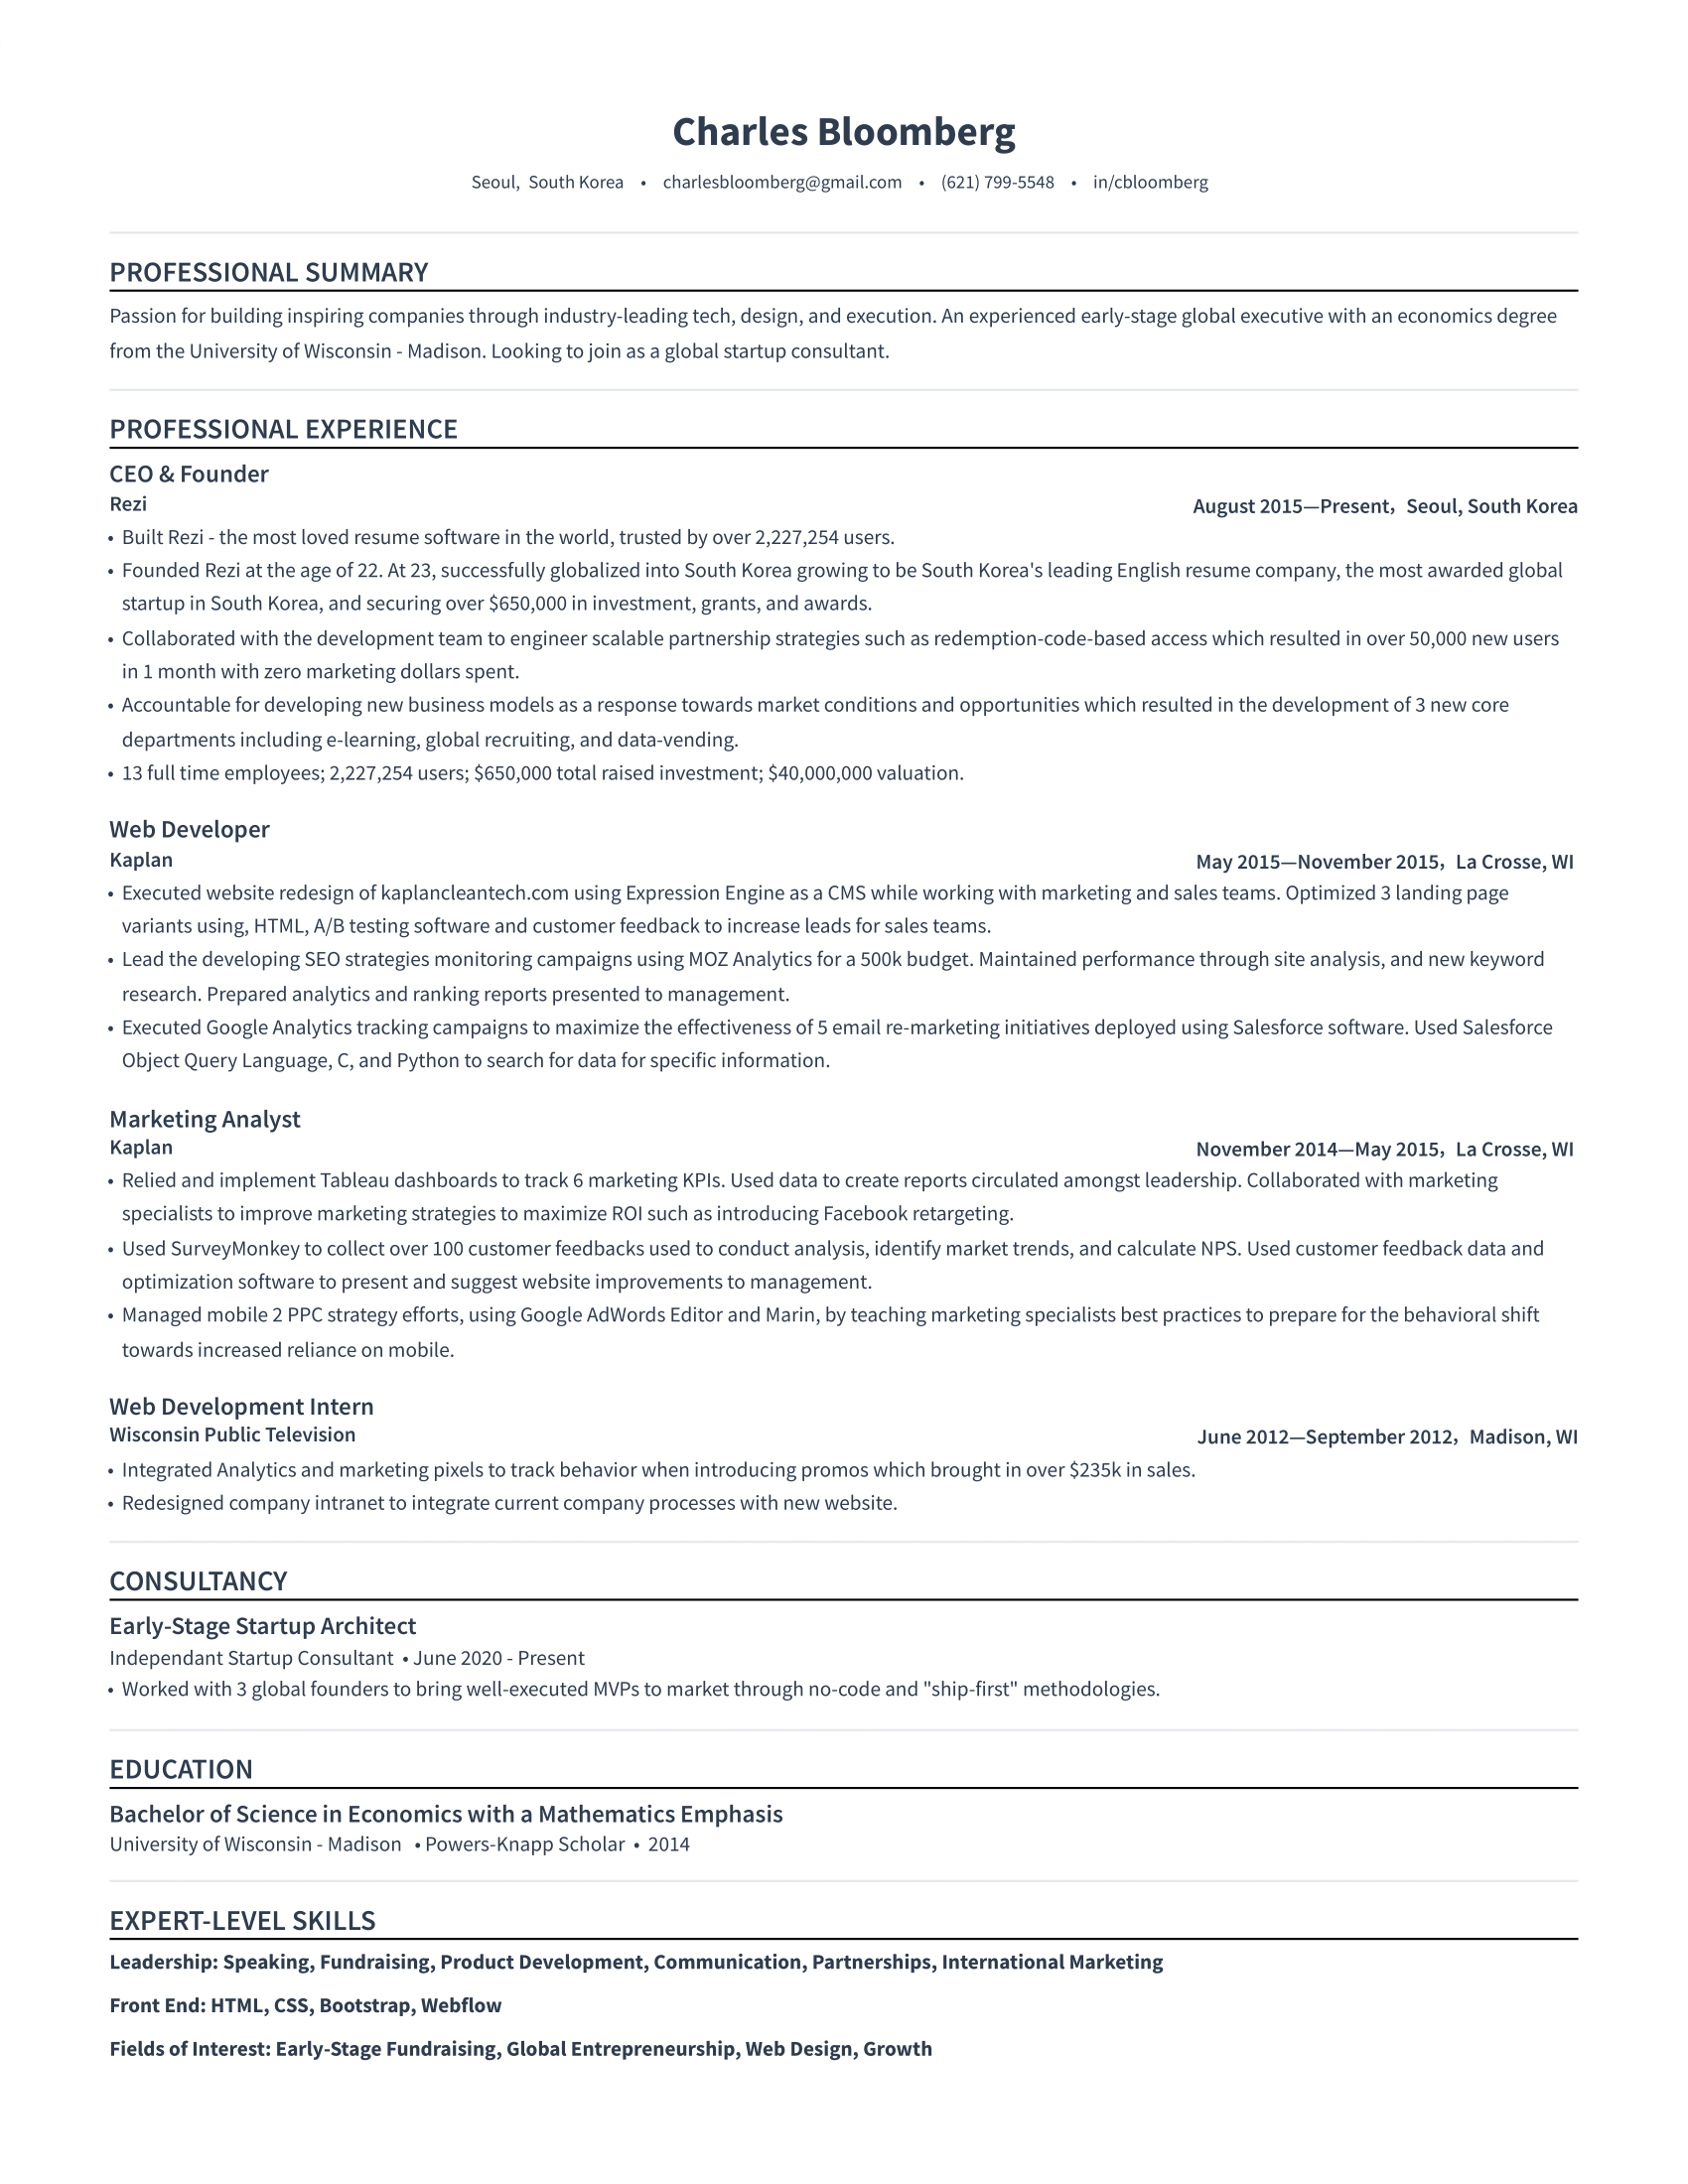 Charles Bloomberg
Seoul, South Korea • charlesbloomberg@gmail.com • (621) 799-5548 • in/cbloomberg
PROFESSIONAL SUMMARY
Passion for building inspiring companies through industry-leading tech, design, and execution. An experienced early-stage global executive with an economics degree
from the University of Wisconsin - Madison. Looking to join as a global startup consultant.
PROFESSIONAL EXPERIENCE
CEO & Founder
Rezi August 2015—Present, Seoul, South Korea
• Built Rezi - the most loved resume software in the world, trusted by over 2,227,254 users.
• Founded Rezi at the age of 22. At 23, successfully globalized into South Korea growing to be South Korea's leading English resume company, the most awarded global
startup in South Korea, and securing over $650,000 in investment, grants, and awards.
• Collaborated with the development team to engineer scalable partnership strategies such as redemption-code-based access which resulted in over 50,000 new users
in 1 month with zero marketing dollars spent.
• Accountable for developing new business models as a response towards market conditions and opportunities which resulted in the development of 3 new core
departments including e-learning, global recruiting, and data-vending.
• 13 full time employees; 2,227,254 users; $650,000 total raised investment; $40,000,000 valuation.
Web Developer
Kaplan May 2015—November 2015, La Crosse, WI
• Executed website redesign of kaplancleantech.com using Expression Engine as a CMS while working with marketing and sales teams. Optimized 3 landing page
variants using, HTML, A/B testing software and customer feedback to increase leads for sales teams.
• Lead the developing SEO strategies monitoring campaigns using MOZ Analytics for a 500k budget. Maintained performance through site analysis, and new keyword
research. Prepared analytics and ranking reports presented to management.
• Executed Google Analytics tracking campaigns to maximize the effectiveness of 5 email re-marketing initiatives deployed using Salesforce software. Used Salesforce
Object Query Language, C, and Python to search for data for specific information.
Marketing Analyst
Kaplan November 2014—May 2015, La Crosse, WI
• Relied and implement Tableau dashboards to track 6 marketing KPIs. Used data to create reports circulated amongst leadership. Collaborated with marketing
specialists to improve marketing strategies to maximize ROI such as introducing Facebook retargeting.
• Used SurveyMonkey to collect over 100 customer feedbacks used to conduct analysis, identify market trends, and calculate NPS. Used customer feedback data and
optimization software to present and suggest website improvements to management.
• Managed mobile 2 PPC strategy efforts, using Google AdWords Editor and Marin, by teaching marketing specialists best practices to prepare for the behavioral shift
towards increased reliance on mobile.
Web Development Intern
Wisconsin Public Television June 2012—September 2012, Madison, WI
• Integrated Analytics and marketing pixels to track behavior when introducing promos which brought in over $235k in sales.
• Redesigned company intranet to integrate current company processes with new website.
CONSULTANCY
Early-Stage Startup Architect
Independant Startup Consultant • June 2020 - Present
• Worked with 3 global founders to bring well-executed MVPs to market through no-code and "ship-first" methodologies.
EDUCATION
Bachelor of Science in Economics with a Mathematics Emphasis
University of Wisconsin - Madison • Powers-Knapp Scholar • 2014
EXPERT-LEVEL SKILLS
Leadership: Speaking, Fundraising, Product Development, Communication, Partnerships, International Marketing
Front End: HTML, CSS, Bootstrap, Webflow
Fields of Interest: Early-Stage Fundraising, Global Entrepreneurship, Web Design, Growth